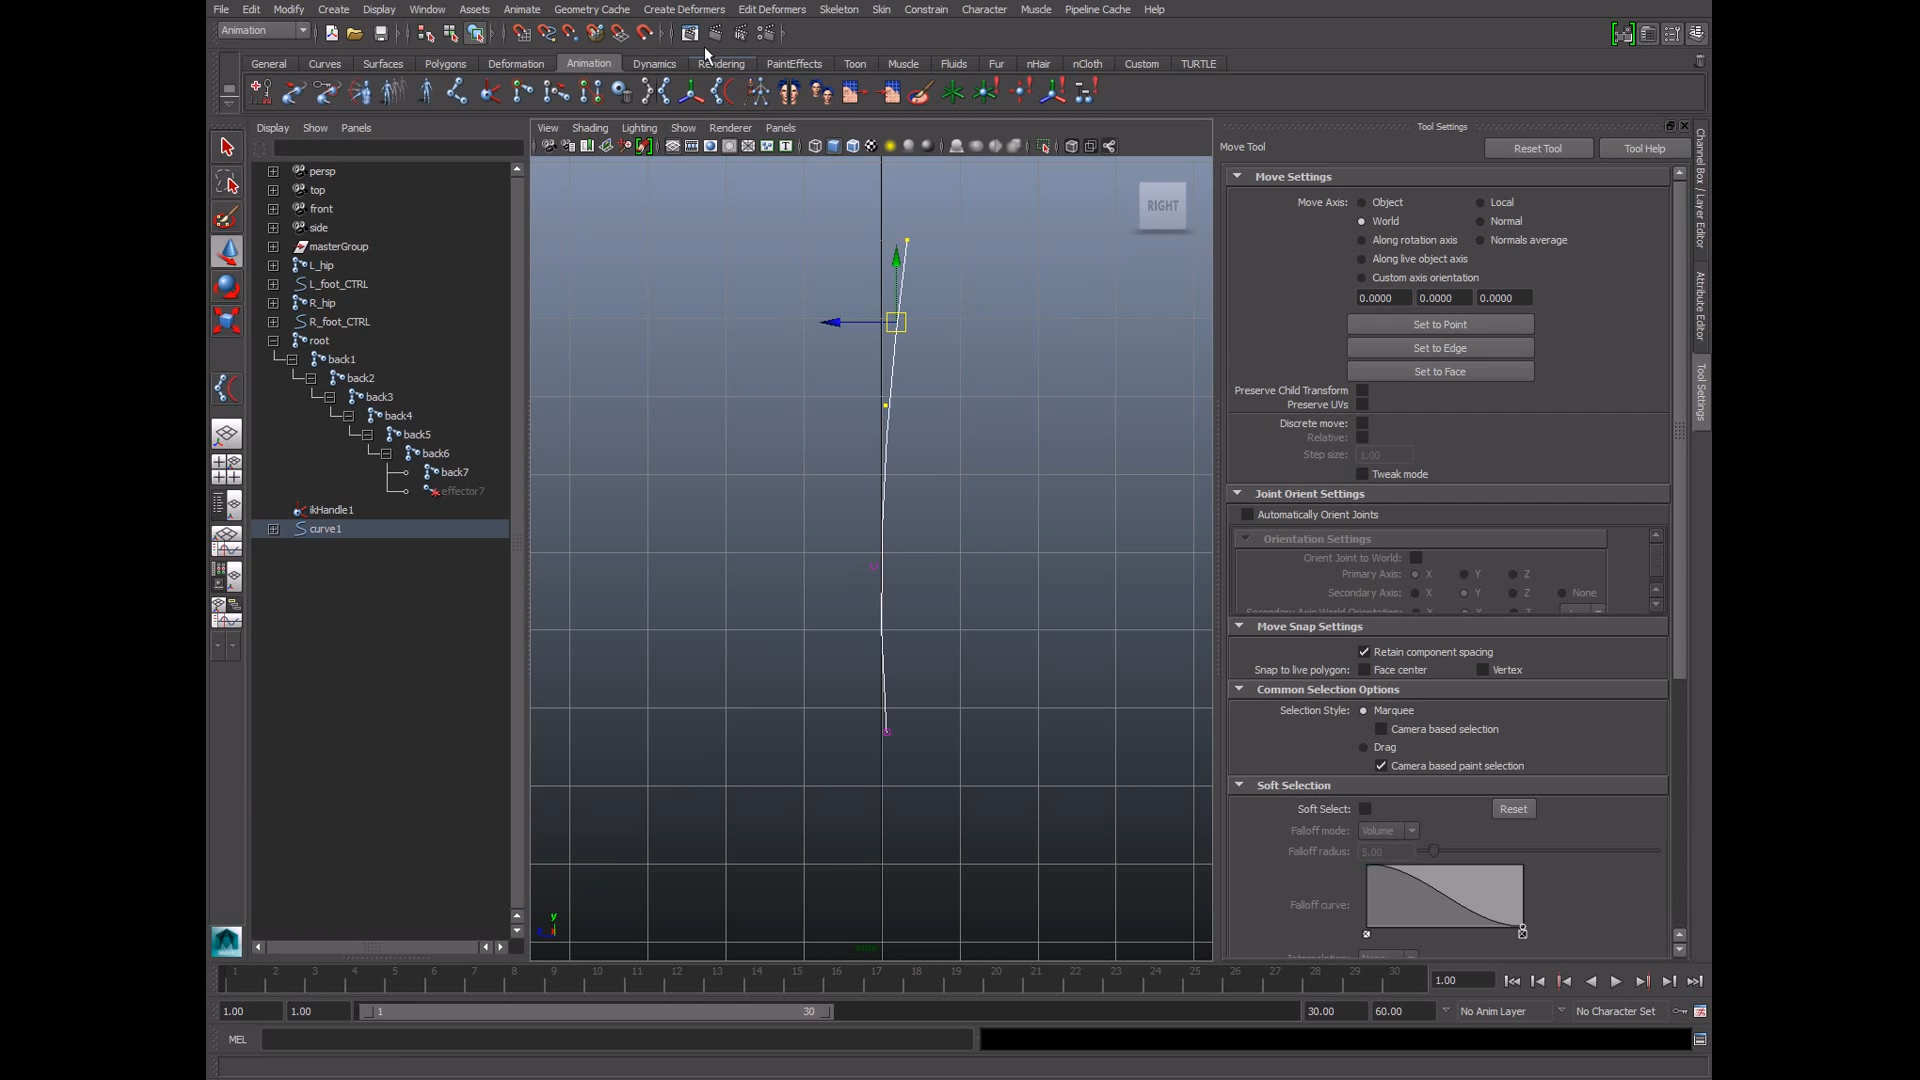 File Edit Modify Create Display Window Assets Animate Geometry Cache Create Deformers Edit Deformers Skeleton Skin Constrain Character Muscle Pipeline Cache Help
Animation
General Curves Surfaces Polygons Deformation Animation Dynamics Rendering PaintEffects Toon Muscle Fluids Fur nHair nCloth Custom TURTLE
Display Show Panels
View Shading Lighting Show Renderer Panels
Tool Settings
Move Tool
Reset Tool
Tool Help
persp
top
front
side
masterGroup
L_hip
L_foot_CTRL
R_hip
R_foot_CTRL
root
back1
back2
back3
back4
back5
back6
back7
effector7
ikHandle1
curve1
RIGHT
y
side
Move Settings
Move Axis: Object Local
World Normal
Along rotation axis Normals average
Along live object axis
Custom axis orientation
0.0000 0.0000 0.0000
Set to Point
Set to Edge
Set to Face
Preserve Child Transform
Preserve UVs
Discrete move:
Relative:
Step size: 1.00
Tweak mode
Joint Orient Settings
Automatically Orient Joints
Orientation Settings
Orient Joint to World:
Primary Axis: X Y Z
Secondary Axis: X Y Z None
Secondary Axis World Orientation: X Y Z
Move Snap Settings
Retain component spacing
Snap to live polygon: Face center Vertex
Common Selection Options
Selection Style: Marquee
Camera based selection
Drag
Camera based paint selection
Soft Selection
Soft Select: Reset
Falloff mode: Volume
Falloff radius: 5.00
Falloff curve:
Channel Box / Layer Editor
Attribute Editor
Tool Settings
1 2 3 4 5 6 7 8 9 10 11 12 13 14 15 16 17 18 19 20 21 22 23 24 25 26 27 28 29 30
1.00
1.00 1.00 1 30 30.00 60.00 No Anim Layer No Character Set
MEL